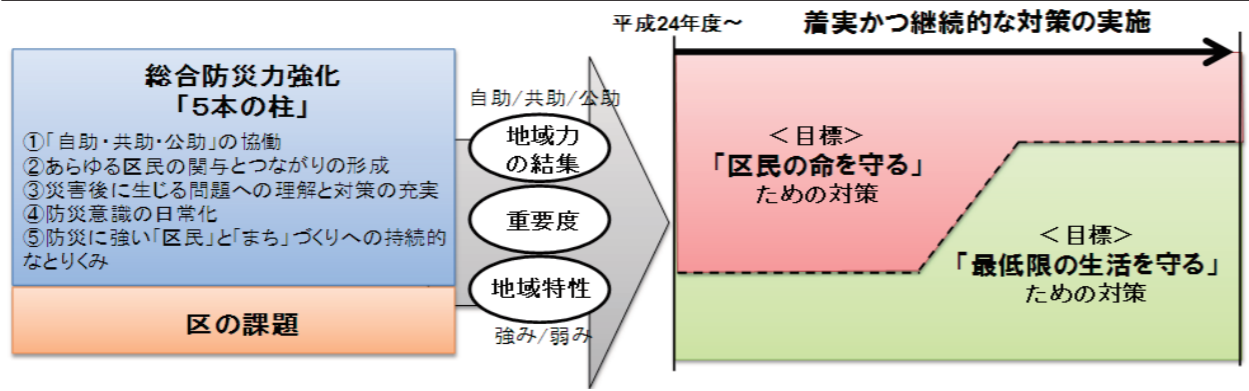 総合防災力強化
「5本の柱」
①「自助・共助・公助」の協働
②あらゆる区民の関与とつながりの形成
③災害後に生じる問題への理解と対策の充実
④防災意識の日常化
⑤防災に強い「区民」と「まち」づくりへの持続的
なとりくみ
区の課題
自助/共助/公助
地域力
の結集
重要度
地域特性
強み/弱み
平成24年度～
着実かつ継続的な対策の実施
＜目標＞
「区民の命を守る」
ための対策
＜目標＞
「最低限の生活を守る」
ための対策